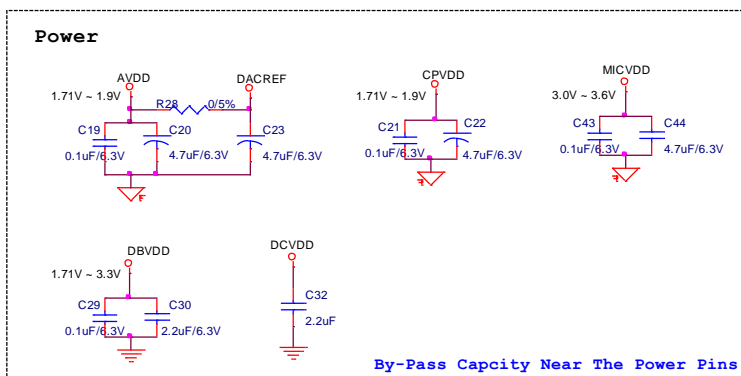 Power
AVDD
DACREF
CPVDD
MICVDD
1.71V ~ 1.9V
R28
0/5%
1.71V ~ 1.9V
3.0V ~ 3.6V
C19
C20
C23
C21
C22
C43
C44
0.1uF/6.3V
4.7uF/6.3V
4.7uF/6.3V
0.1uF/6.3V
4.7uF/6.3V
0.1uF/6.3V
4.7uF/6.3V
DBVDD
DCVDD
1.71V ~ 3.3V
C29
C30
C32
0.1uF/6.3V
2.2uF/6.3V
2.2uF
By-Pass Capcity Near The Power Pins